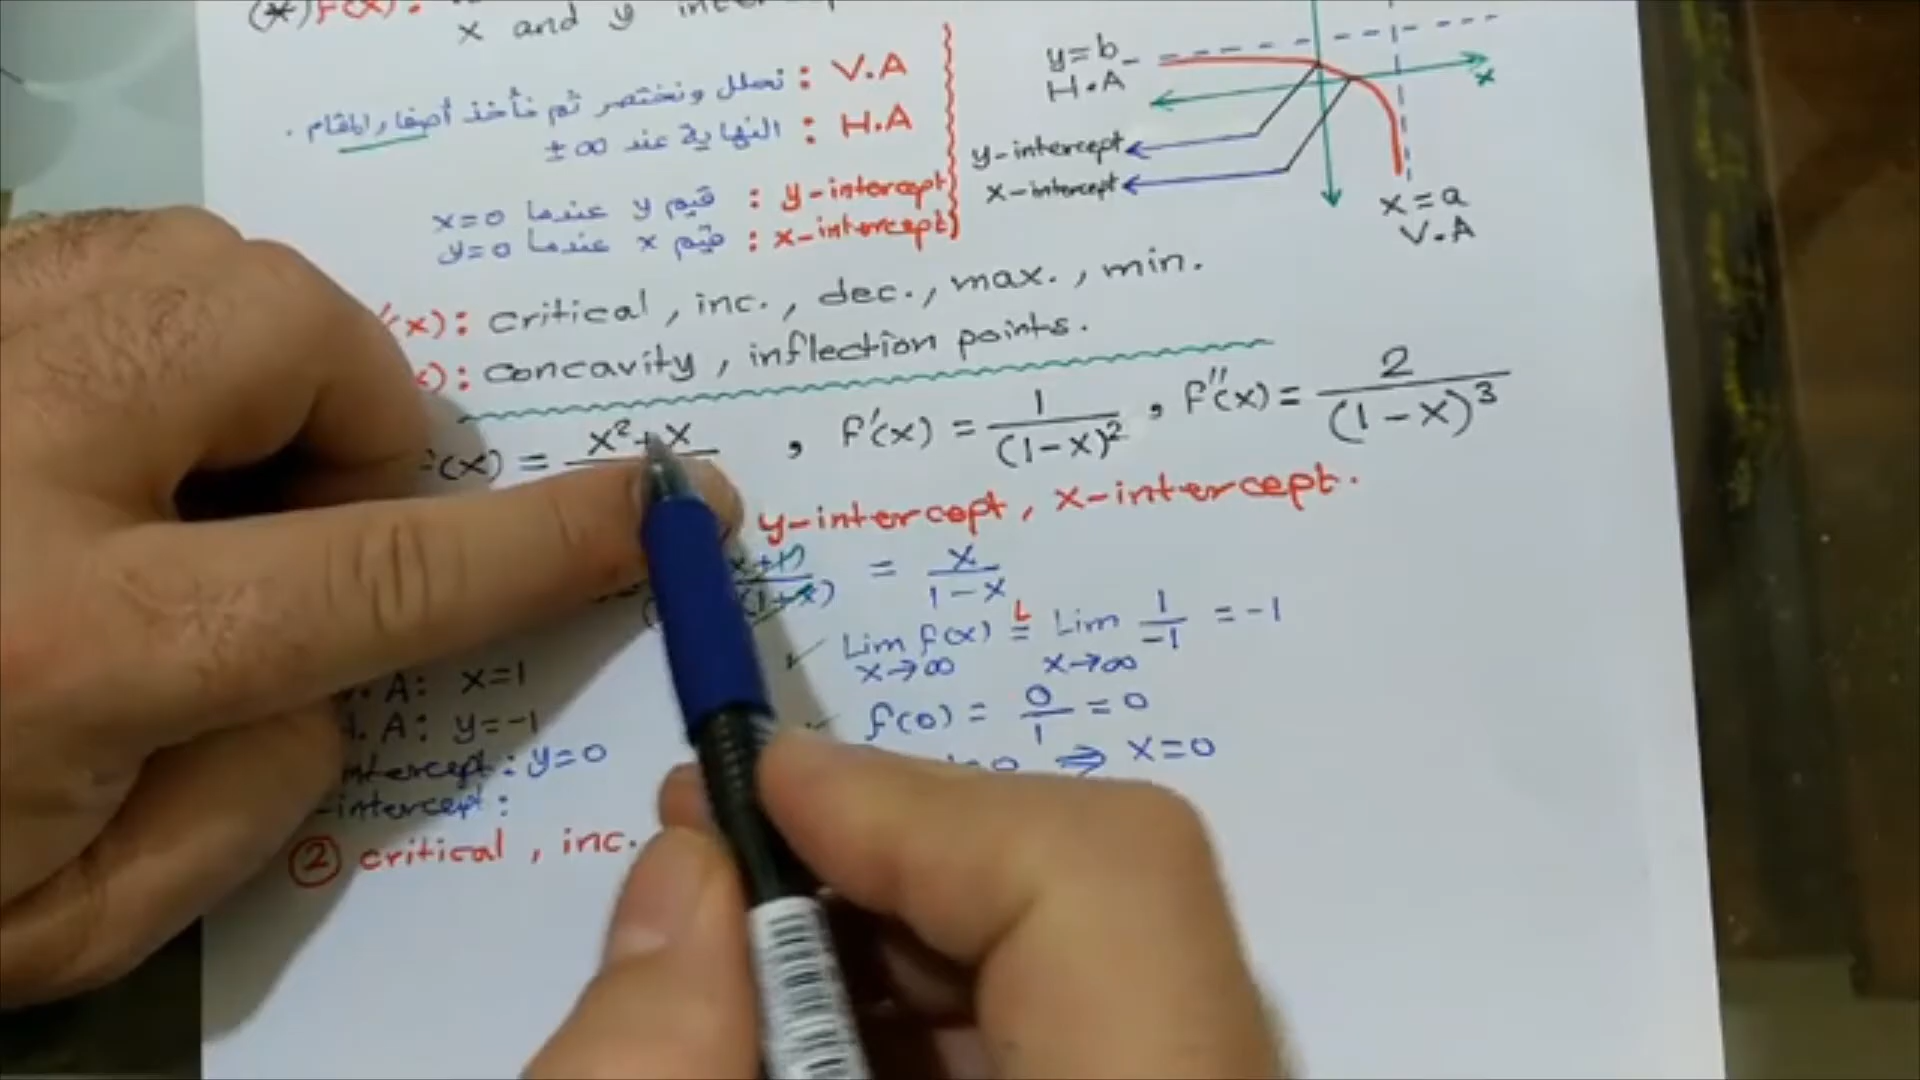 (*) f(x):
x and y
V.A : نحلل ونختصر ثم نأخذ أصفار المقام .
H.A : النهاية عند ±∞
y-intercept : قيم y عندما x=0
x-intercept : قيم x عندما y=0
y=b
H.A
x
y-intercept
x-intercept
x=a
V.A
(x): critical , inc. , dec. , max. , min.
(x): concavity , inflection points.
f(x) = x²+x , f'(x) = 1/(1-x)² , f''(x) = 2/(1-x)³
y-intercept , x-intercept.
= x/(1-x)
Lim x→∞ f(x) L= Lim x→∞ 1/-1 = -1
. A: x=1
f(0) = 0/1 = 0
. A: y=-1
intercept : y=0
⇒ x=0
-intercept :
② critical , inc.